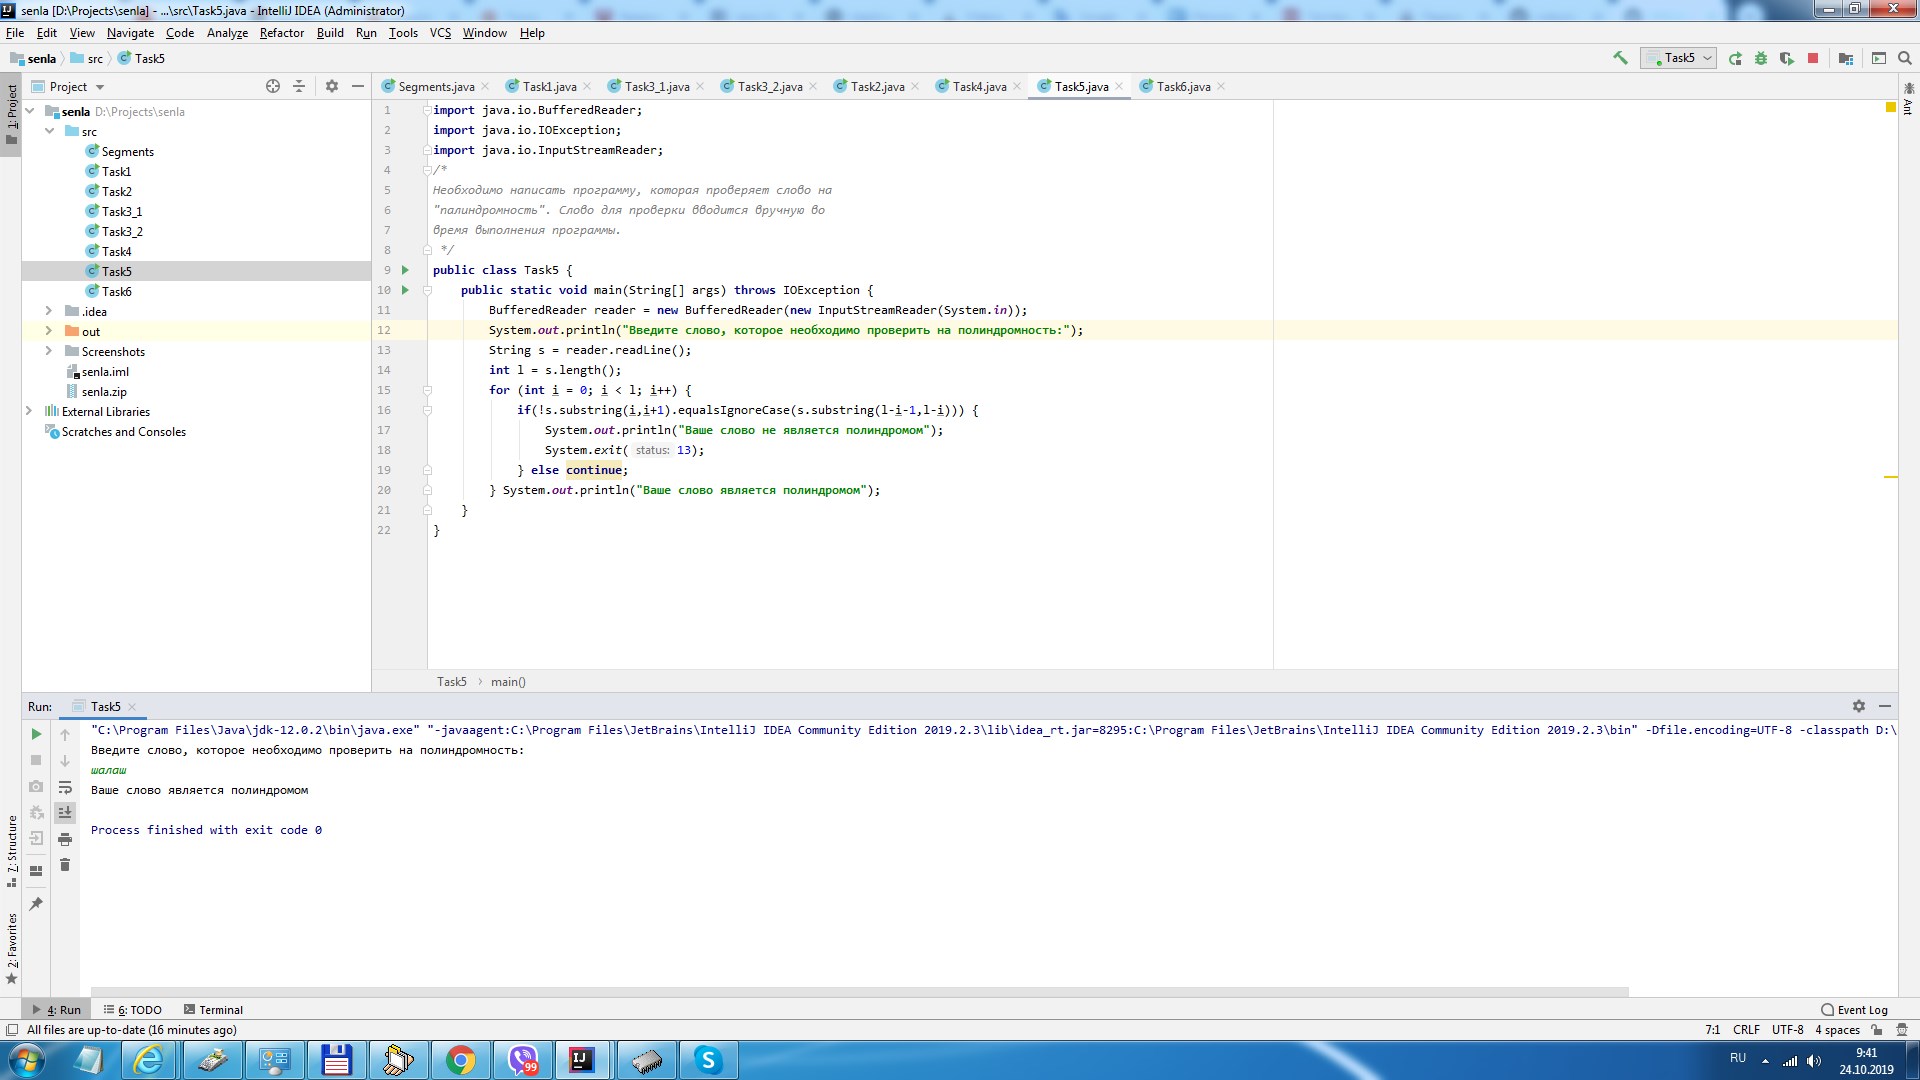 senla [D:\Projects\senla] - ...\src\Task5.java - IntelliJ IDEA (Administrator)
File Edit View Navigate Code Analyze Refactor Build Run Tools VCS Window Help
senla src Task5 Task5
Project Segments.java Task1.java Task3_1.java Task3_2.java Task2.java Task4.java Task5.java Task6.java
1: Project
Ant
senla D:\Projects\senla
src
Segments
Task1
Task2
Task3_1
Task3_2
Task4
Task5
Task6
.idea
out
Screenshots
senla.iml
senla.zip
External Libraries
Scratches and Consoles
1 import java.io.BufferedReader;
2 import java.io.IOException;
3 import java.io.InputStreamReader;
4 /*
5 Необходимо написать программу, которая проверяет слово на
6 "палиндромность". Слово для проверки вводится вручную во
7 время выполнения программы.
8 */
9 public class Task5 {
10 public static void main(String[] args) throws IOException {
11 BufferedReader reader = new BufferedReader(new InputStreamReader(System.in));
12 System.out.println("Введите слово, которое необходимо проверить на полиндромность:");
13 String s = reader.readLine();
14 int l = s.length();
15 for (int i = 0; i < l; i++) {
16 if(!s.substring(i,i+1).equalsIgnoreCase(s.substring(l-i-1,l-i))) {
17 System.out.println("Ваше слово не является полиндромом");
18 System.exit( status: 13);
19 } else continue;
20 } System.out.println("Ваше слово является полиндромом");
21 }
22 }
Task5 main()
Run: Task5
"C:\Program Files\Java\jdk-12.0.2\bin\java.exe" "-javaagent:C:\Program Files\JetBrains\IntelliJ IDEA Community Edition 2019.2.3\lib\idea_rt.jar=8295:C:\Program Files\JetBrains\IntelliJ IDEA Community Edition 2019.2.3\bin" -Dfile.encoding=UTF-8 -classpath D:\
Введите слово, которое необходимо проверить на полиндромность:
шалаш
Ваше слово является полиндромом
Process finished with exit code 0
7: Structure
2: Favorites
4: Run 6: TODO Terminal Event Log
All files are up-to-date (16 minutes ago) 7:1 CRLF UTF-8 4 spaces
99 IJ S RU 9:41
24.10.2019